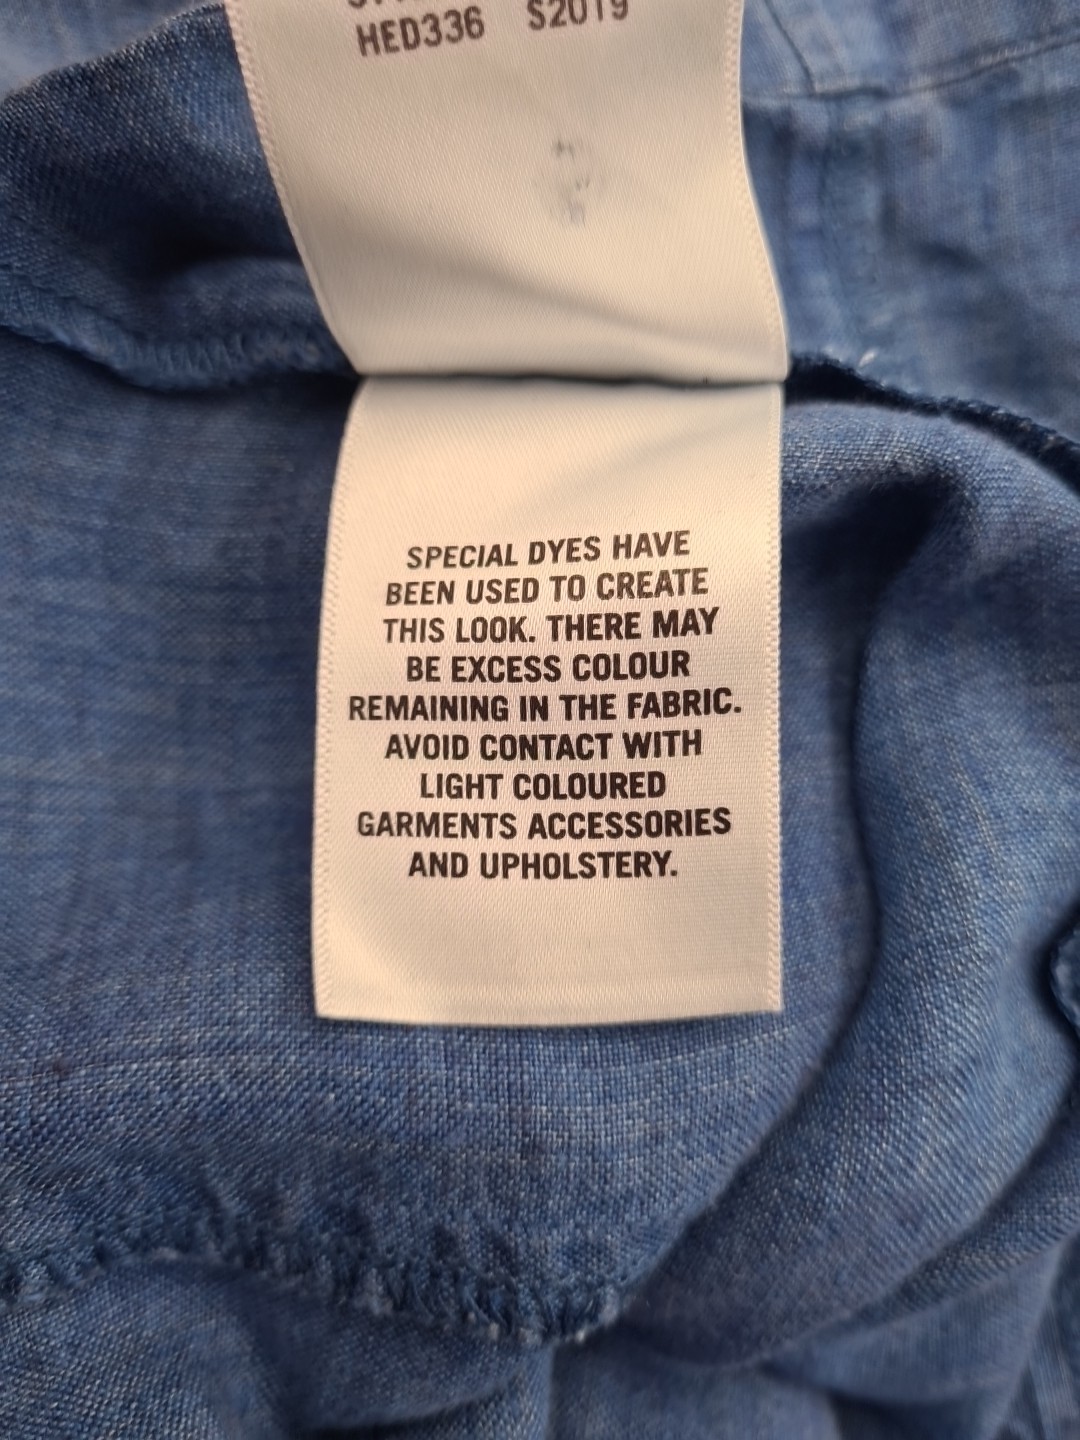 HED336 S2019
SPECIAL DYES HAVE
BEEN USED TO CREATE
THIS LOOK. THERE MAY
BE EXCESS COLOUR
REMAINING IN THE FABRIC.
AVOID CONTACT WITH
LIGHT COLOURED
GARMENTS ACCESSORIES
AND UPHOLSTERY.